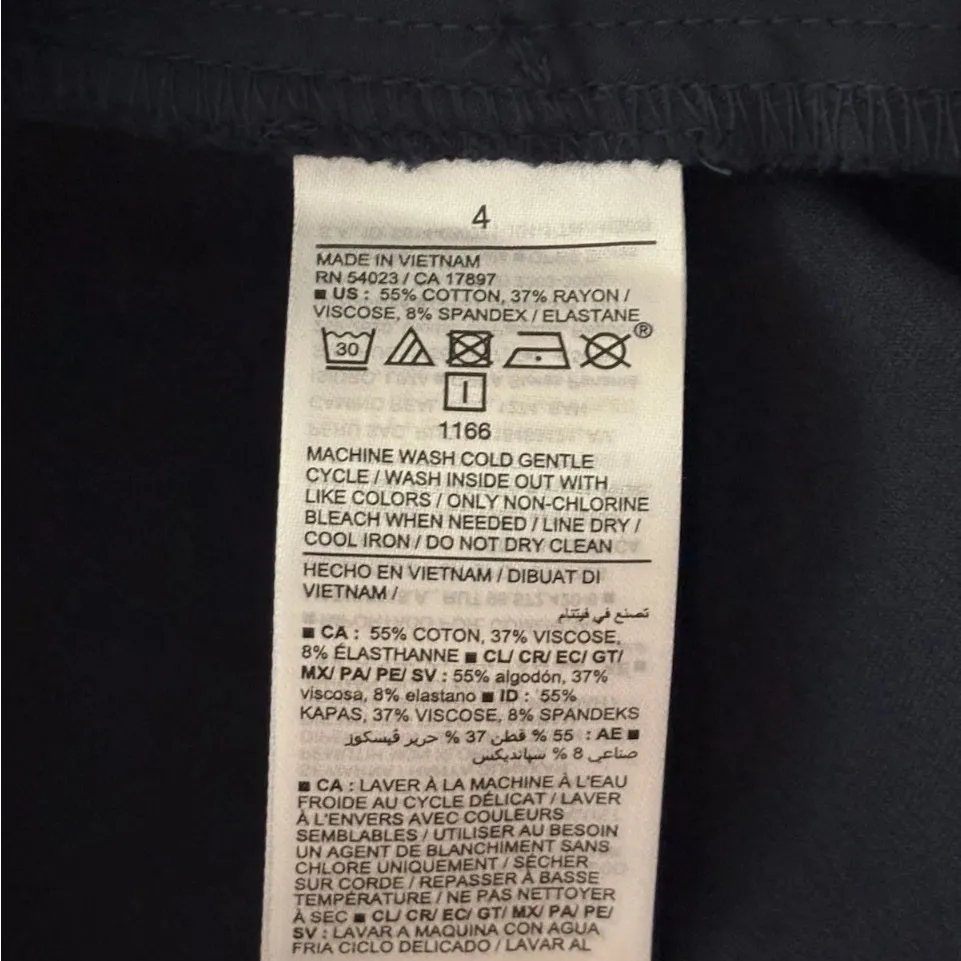 4
MADE IN VIETNAM
RN 54023 / CA 17897
■ US : 55% COTTON, 37% RAYON /
VISCOSE, 8% SPANDEX / ELASTANE
30
®
I
1166
MACHINE WASH COLD GENTLE
CYCLE / WASH INSIDE OUT WITH
LIKE COLORS / ONLY NON-CHLORINE
BLEACH WHEN NEEDED / LINE DRY /
COOL IRON / DO NOT DRY CLEAN
HECHO EN VIETNAM / DIBUAT DI
VIETNAM /
تصنع في فيتنام
■ CA : 55% COTON, 37% VISCOSE,
8% ÉLASTHANNE ■ CL/ CR/ EC/ GT/
MX/ PA/ PE/ SV : 55% algodón, 37%
viscosa, 8% elastano ■ ID : 55%
KAPAS, 37% VISCOSE, 8% SPANDEKS
■ AE : 55 % قطن 37 % حرير ڤيسكوز
صناعي 8 % سپانديكس
■ CA : LAVER À LA MACHINE À L'EAU
FROIDE AU CYCLE DÉLICAT / LAVER
À L'ENVERS AVEC COULEURS
SEMBLABLES / UTILISER AU BESOIN
UN AGENT DE BLANCHIMENT SANS
CHLORE UNIQUEMENT / SÉCHER
SUR CORDE / REPASSER À BASSE
TEMPÉRATURE / NE PAS NETTOYER
À SEC ■ CL/ CR/ EC/ GT/ MX/ PA/ PE/
SV : LAVAR A MAQUINA CON AGUA
FRIA CICLO DELICADO / LAVAR AL